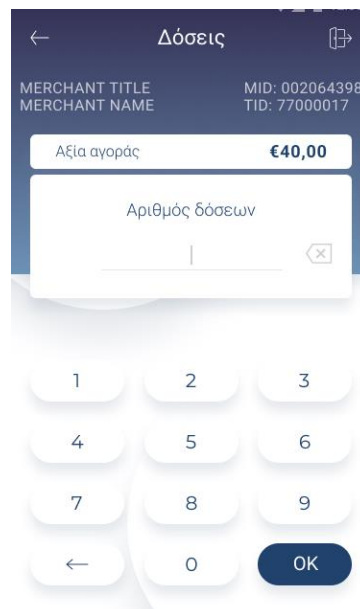 Δόσεις
MERCHANT TITLE MID: 002064398
MERCHANT NAME TID: 77000017
Αξία αγοράς €40,00
Αριθμός δόσεων
1 2 3
4 5 6
7 8 9
← 0 OK